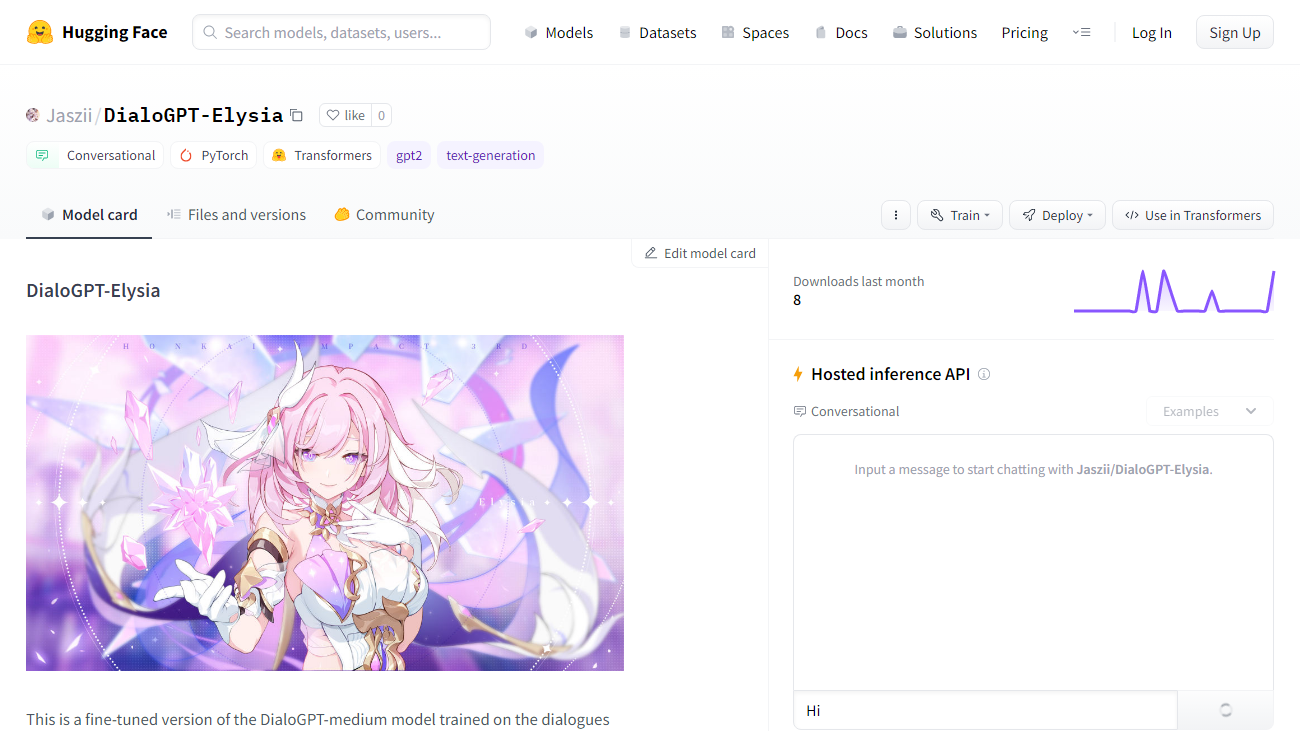 Hugging Face
Search models, datasets, users...
Models
Datasets
Spaces
Docs
Solutions
Pricing
Log In
Sign Up
Jaszii/DialoGPT-Elysia
like
0
Conversational
PyTorch
Transformers
gpt2
text-generation
Model card
Files and versions
Community
Train
Deploy
</> Use in Transformers
Edit model card
DialoGPT-Elysia
HONKAI IMPACT 3RD
Elysia
This is a fine-tuned version of the DialoGPT-medium model trained on the dialogues
Downloads last month
8
Hosted inference API
Conversational
Examples
Input a message to start chatting with Jaszii/DialoGPT-Elysia.
Hi